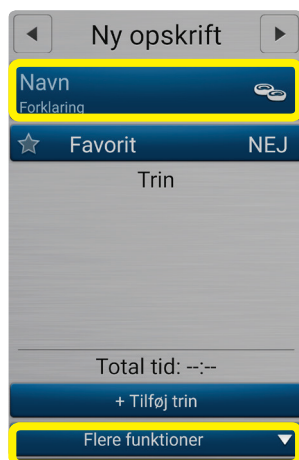 Ny opskrift
Navn
Forklaring
Favorit NEJ
Trin
Total tid: --:--
+ Tilføj trin
Flere funktioner